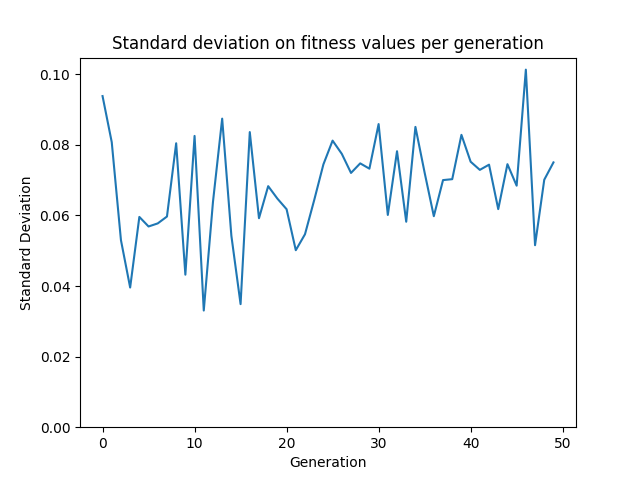 Standard deviation on fitness values per generation
0.10
0.08
0.06
0.04
0.02
0.00
Standard Deviation
0 10 20 30 40 50
Generation